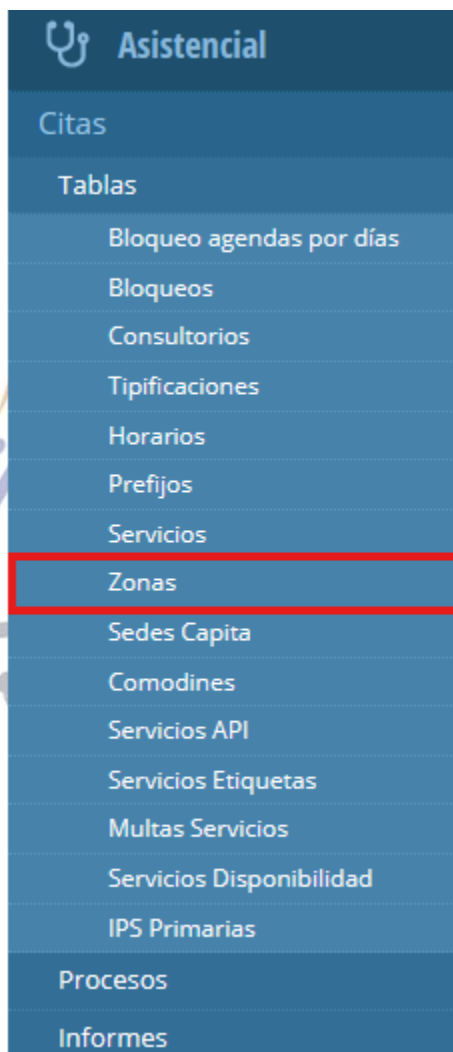 Asistencial
Citas
Tablas
Bloqueo agendas por días
Bloqueos
Consultorios
Tipificaciones
Horarios
Prefijos
Servicios
Zonas
Sedes Capita
Comodines
Servicios API
Servicios Etiquetas
Multas Servicios
Servicios Disponibilidad
IPS Primarias
Procesos
Informes